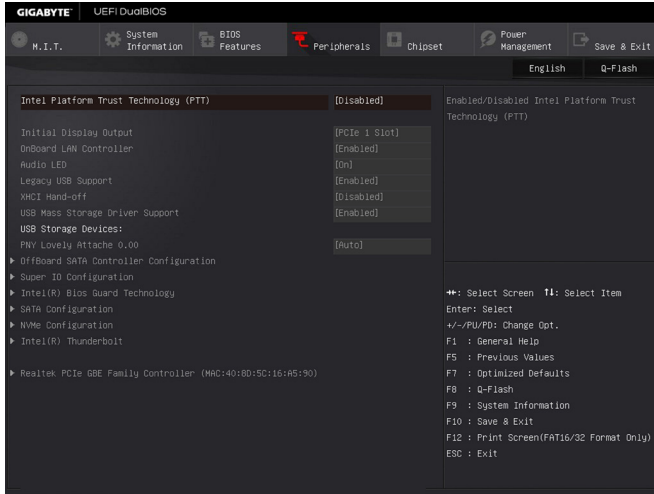 GIGABYTE™ UEFI DualBIOS
M.I.T.
System Information
BIOS Features
Peripherals
Chipset
Power Management
Save & Exit
English Q-Flash
Intel Platform Trust Technology (PTT) [Disabled]
Initial Display Output [PCIe 1 Slot]
OnBoard LAN Controller [Enabled]
Audio LED [On]
Legacy USB Support [Enabled]
XHCI Hand-off [Disabled]
USB Mass Storage Driver Support [Enabled]
USB Storage Devices:
PNY Lovely Attache 0.00 [Auto]
OffBoard SATA Controller Configuration
Super IO Configuration
Intel(R) Bios Guard Technology
SATA Configuration
NVMe Configuration
Intel(R) Thunderbolt
Realtek PCIe GBE Family Controller (MAC:40:8D:5C:16:A5:90)
Enabled/Disabled Intel Platform Trust
Technology (PTT)
→←: Select Screen ↑↓: Select Item
Enter: Select
+/-/PU/PD: Change Opt.
F1 : General Help
F5 : Previous Values
F7 : Optimized Defaults
F8 : Q-Flash
F9 : System Information
F10 : Save & Exit
F12 : Print Screen(FAT16/32 Format Only)
ESC : Exit